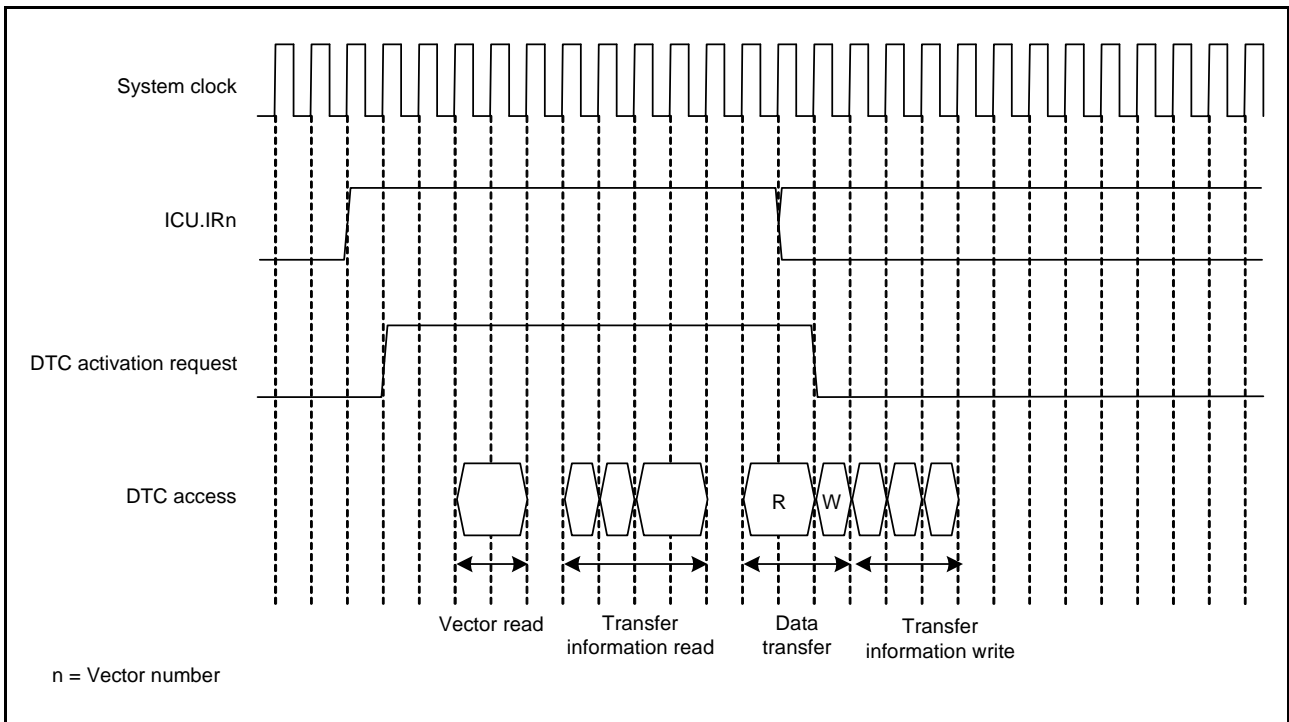 System clock
ICU.IRn
DTC activation request
DTC access
R
W
Vector read
Transfer
information read
Data
transfer
Transfer
information write
n = Vector number